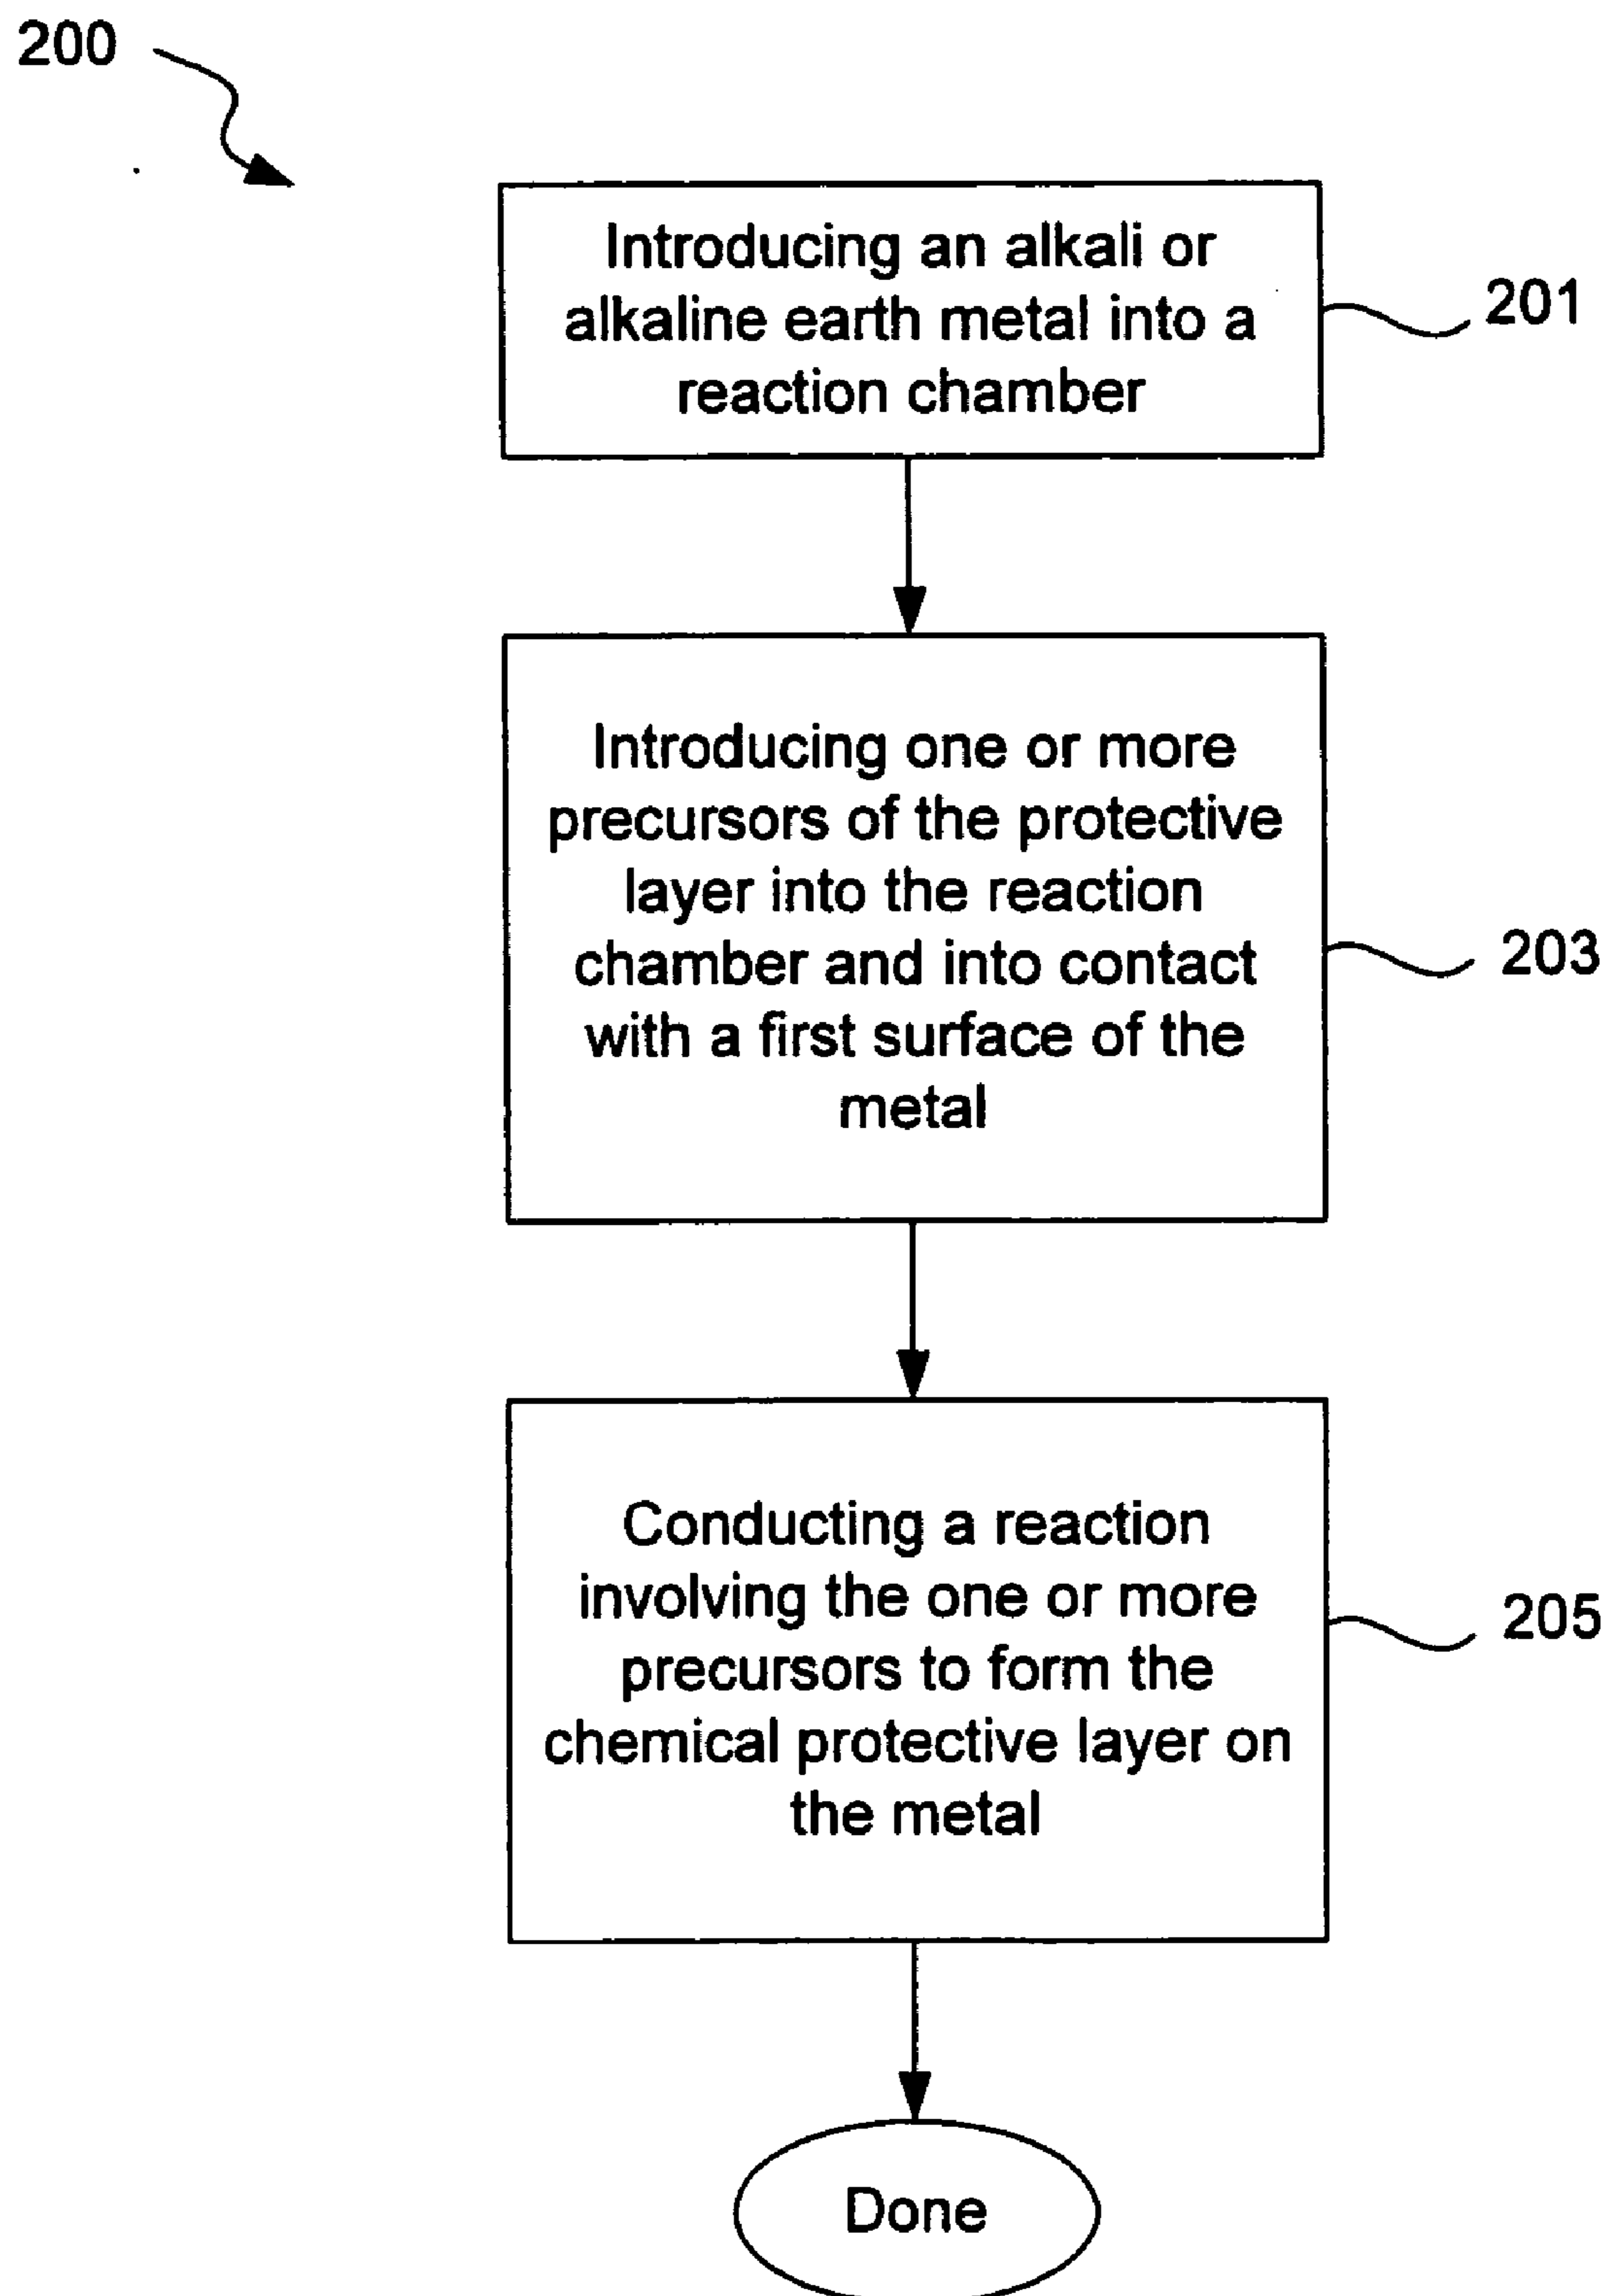 200
Introducing an alkali or
alkaline earth metal into a
reaction chamber
201
Introducing one or more
precursors of the protective
layer into the reaction
chamber and into contact
with a first surface of the
metal
203
Conducting a reaction
involving the one or more
precursors to form the
chemical protective layer on
the metal
205
Done